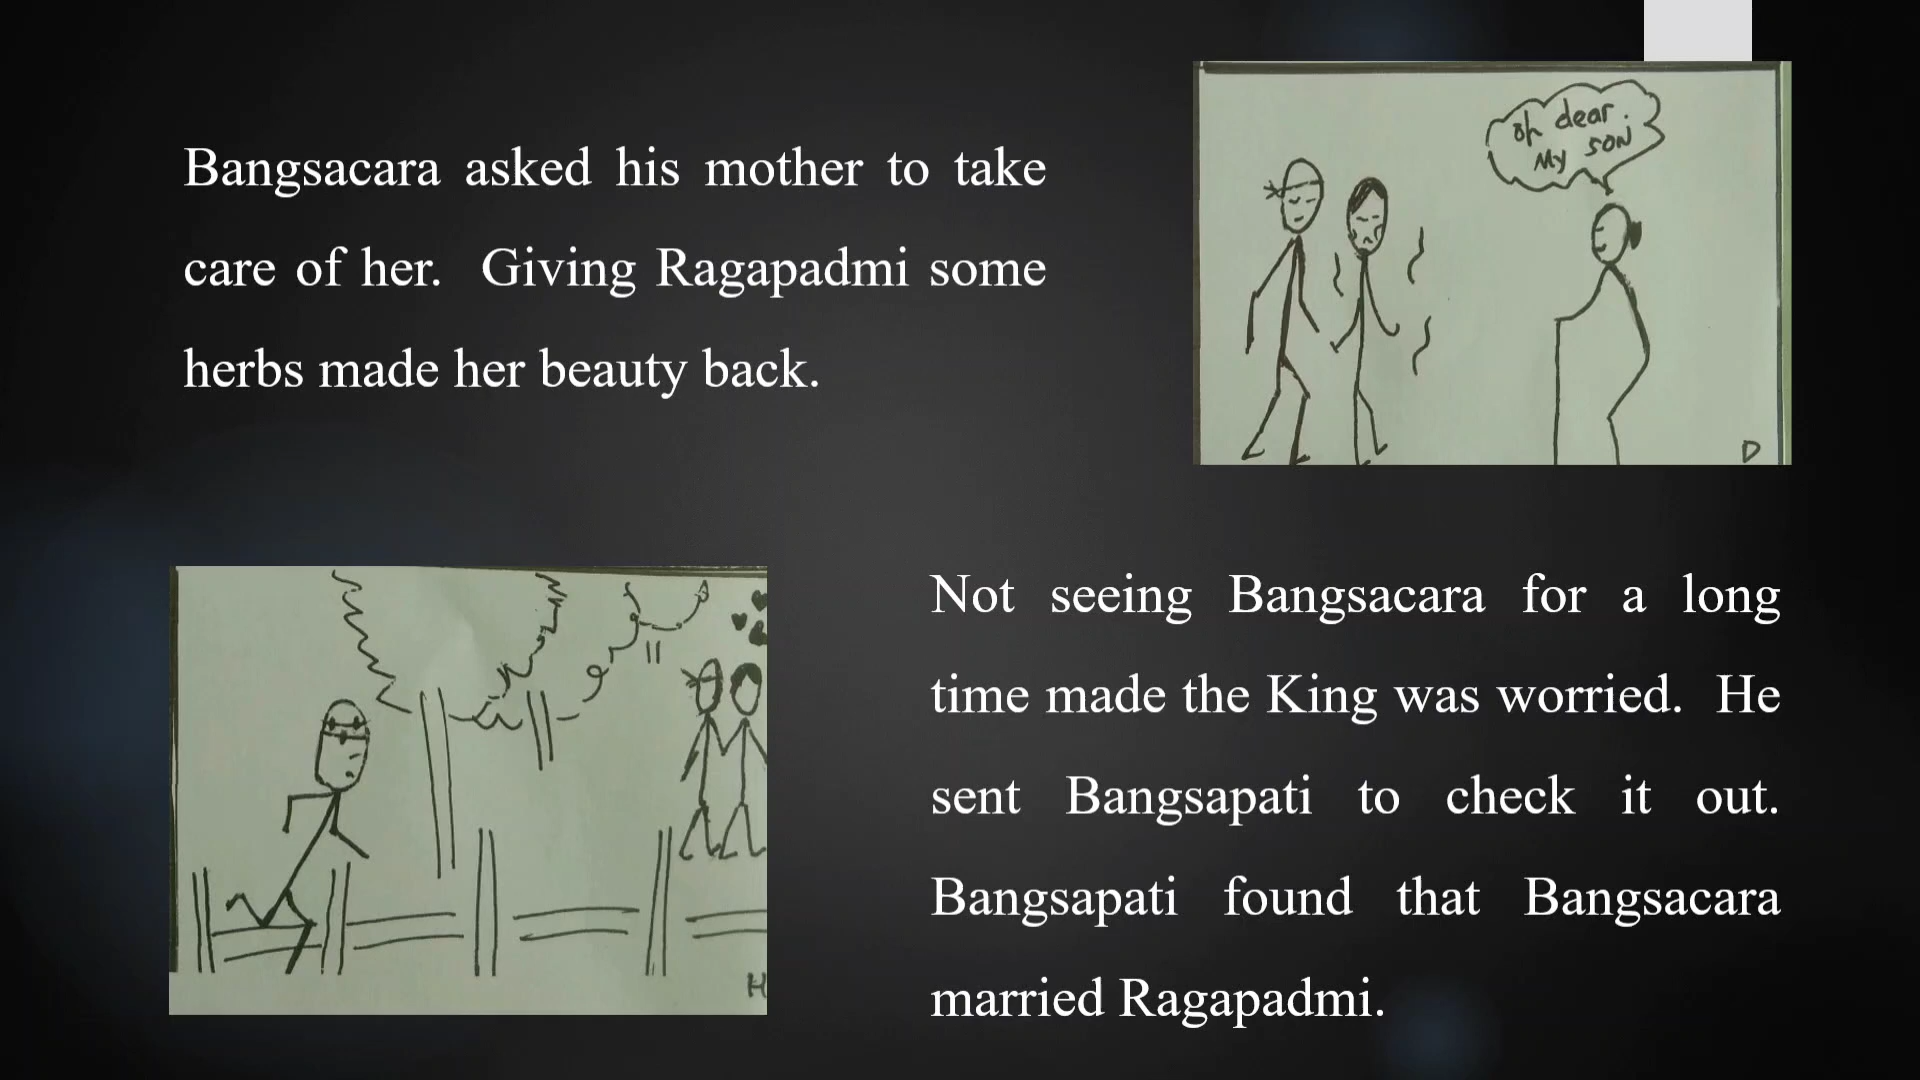 Bangsacara asked his mother to take
care of her. Giving Ragapadmi some
herbs made her beauty back.
oh dear.
My son
D
Not seeing Bangsacara for a long
time made the King was worried. He
sent Bangsapati to check it out.
Bangsapati found that Bangsacara
married Ragapadmi.
H